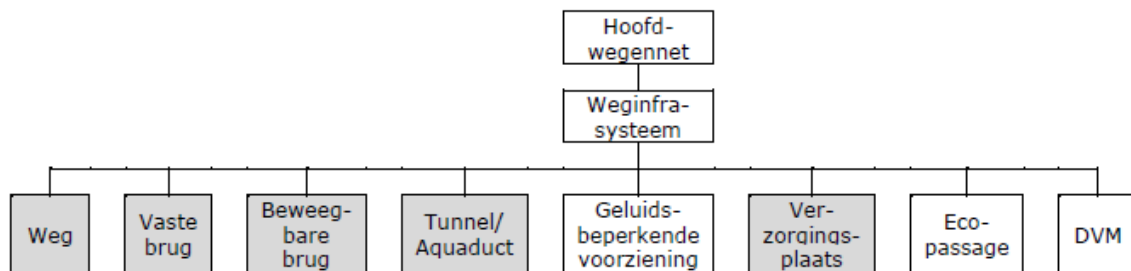 Hoofd-
wegennet
Weginfra-
systeem
Weg
Vaste
brug
Beweeg-
bare
brug
Tunnel/
Aquaduct
Geluids-
beperkende
voorziening
Ver-
zorgings-
plaats
Eco-
passage
DVM